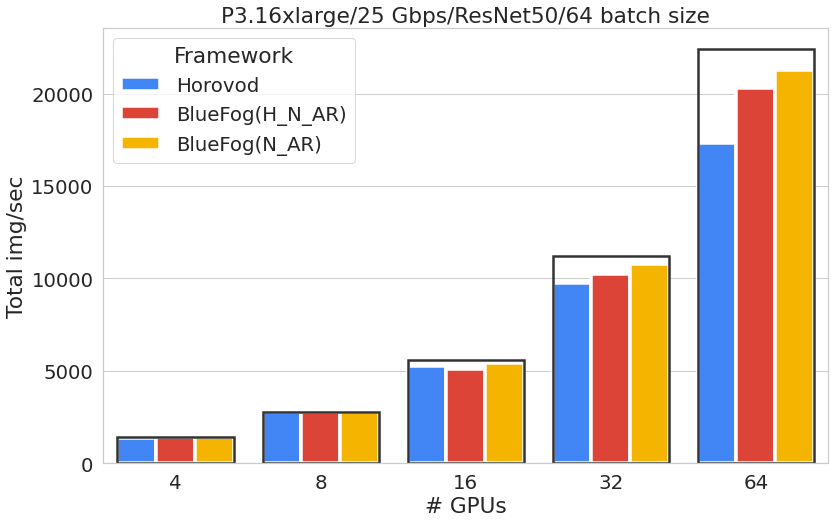 P3.16xlarge/25 Gbps/ResNet50/64 batch size
Framework
Horovod
BlueFog(H_N_AR)
BlueFog(N_AR)
Total img/sec
20000
15000
10000
5000
0
4 8 16 32 64
# GPUs